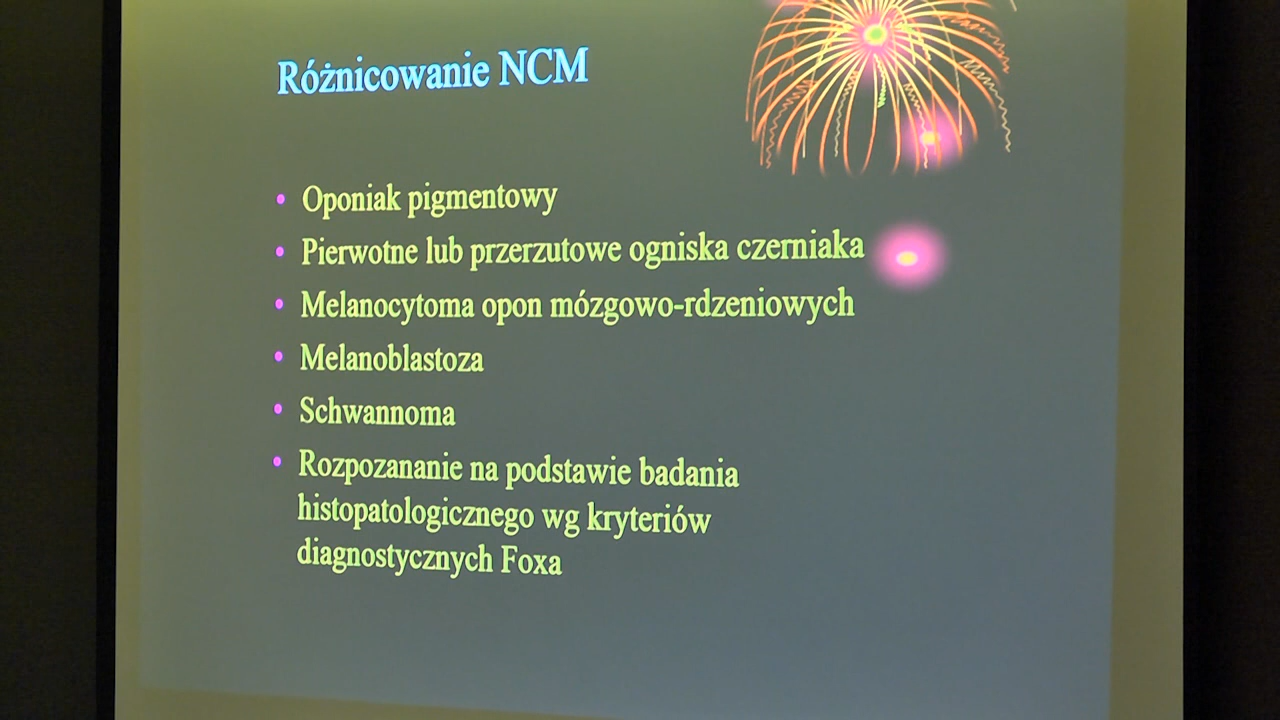 Różnicowanie NCM
• Oponiak pigmentowy
• Pierwotne lub przerzutowe ogniska czerniaka
• Melanocytoma opon mózgowo-rdzeniowych
• Melanoblastoza
• Schwannoma
• Rozpozananie na podstawie badania
histopatologicznego wg kryteriów
diagnostycznych Foxa